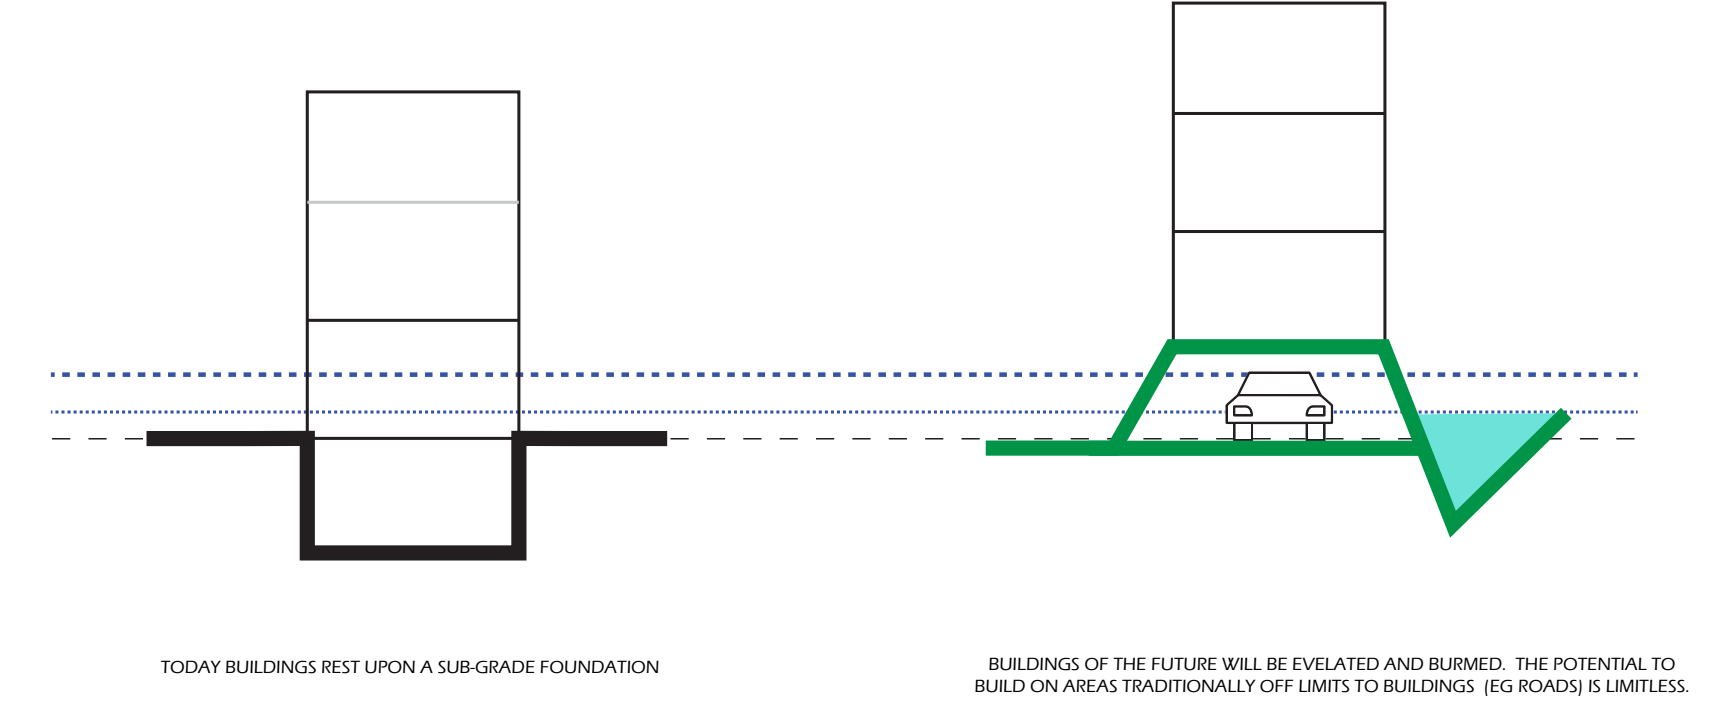 TODAY BUILDINGS REST UPON A SUB-GRADE FOUNDATION
BUILDINGS OF THE FUTURE WILL BE EVELATED AND BURMED. THE POTENTIAL TO
BUILD ON AREAS TRADITIONALLY OFF LIMITS TO BUILDINGS (EG ROADS) IS LIMITLESS.